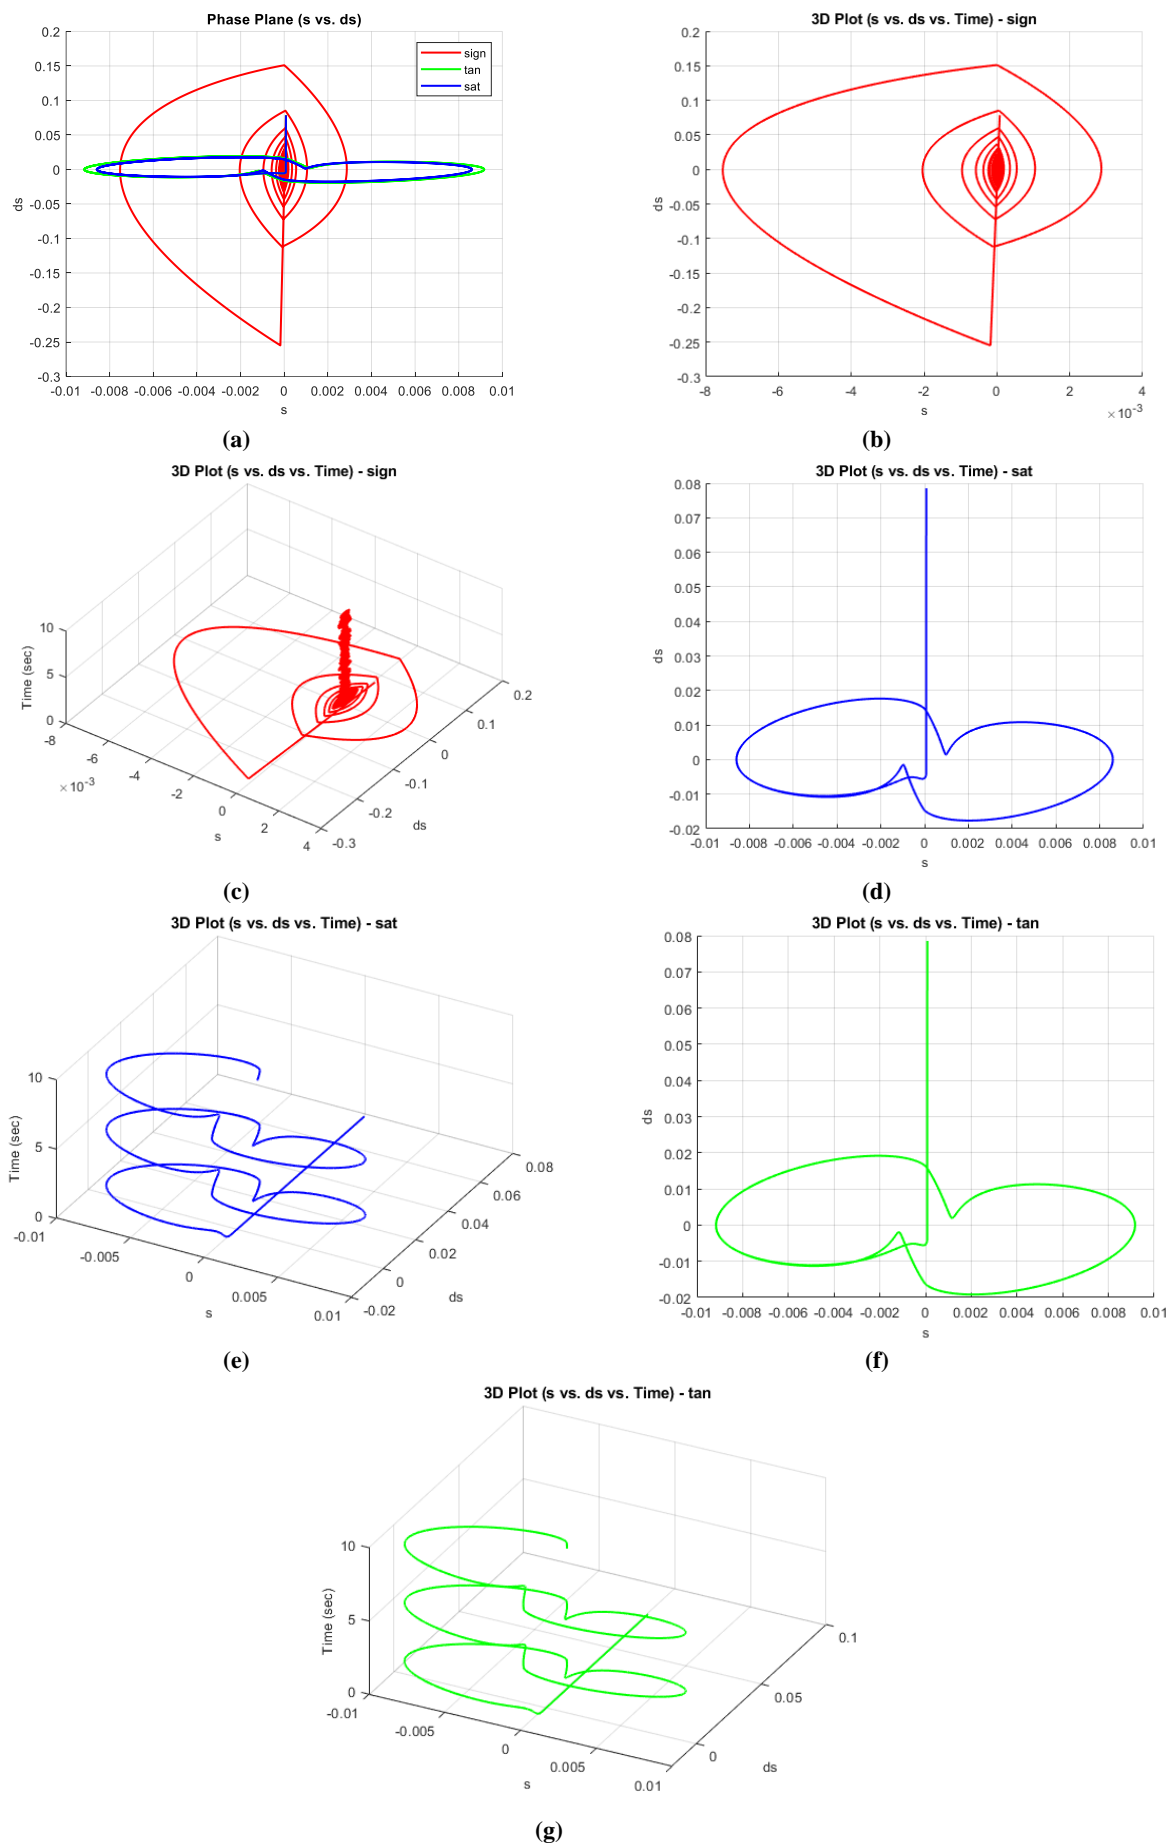 Phase Plane (s vs. ds)
0.2
0.15
0.1
0.05
0
-0.05
-0.1
-0.15
-0.2
-0.25
-0.3
ds
sign
tan
sat
-0.01 -0.008 -0.006 -0.004 -0.002 0 0.002 0.004 0.006 0.008 0.01
s
(a)
3D Plot (s vs. ds vs. Time) - sign
0.2
0.15
0.1
0.05
0
-0.05
-0.1
-0.15
-0.2
-0.25
-0.3
ds
-8 -6 -4 -2 0 2 4
s
×10-3
(b)
3D Plot (s vs. ds vs. Time) - sign
10
5
0
Time (sec)
-8
-6
-4
-2
0
2
4
×10-3
s
-0.3
-0.2
-0.1
0
0.1
0.2
ds
(c)
3D Plot (s vs. ds vs. Time) - sat
0.08
0.07
0.06
0.05
0.04
0.03
0.02
0.01
0
-0.01
-0.02
ds
-0.01 -0.008 -0.006 -0.004 -0.002 0 0.002 0.004 0.006 0.008 0.01
s
(d)
3D Plot (s vs. ds vs. Time) - sat
10
5
0
Time (sec)
-0.01
-0.005
0
0.005
0.01
s
-0.02
0
0.02
0.04
0.06
0.08
ds
(e)
3D Plot (s vs. ds vs. Time) - tan
0.08
0.07
0.06
0.05
0.04
0.03
0.02
0.01
0
-0.01
-0.02
ds
-0.01 -0.008 -0.006 -0.004 -0.002 0 0.002 0.004 0.006 0.008 0.01
s
(f)
3D Plot (s vs. ds vs. Time) - tan
10
5
0
Time (sec)
-0.01
-0.005
0
0.005
0.01
s
0
0.05
0.1
ds
(g)